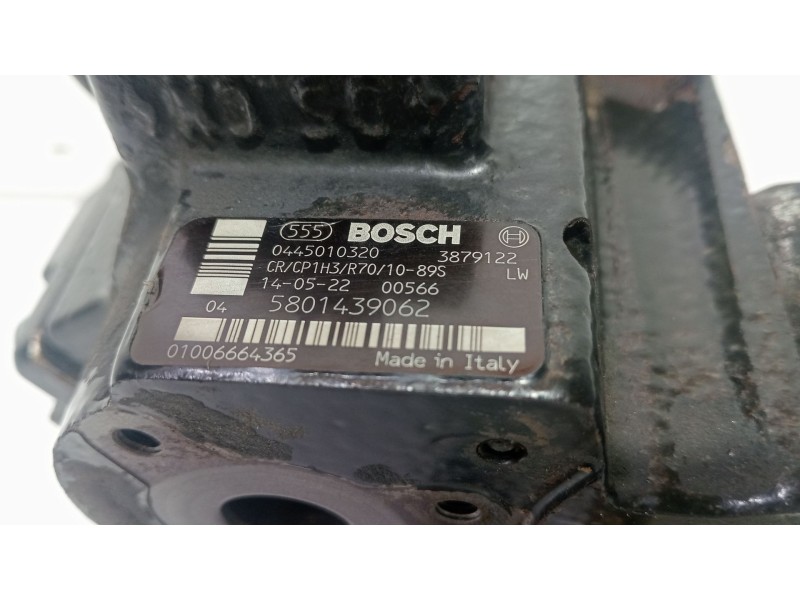 555 BOSCH
0445010320 3879122
CR/CP1H3/R70/10-89S LW
14-05-22 00566
04 5801439062
01006664365 Made in Italy